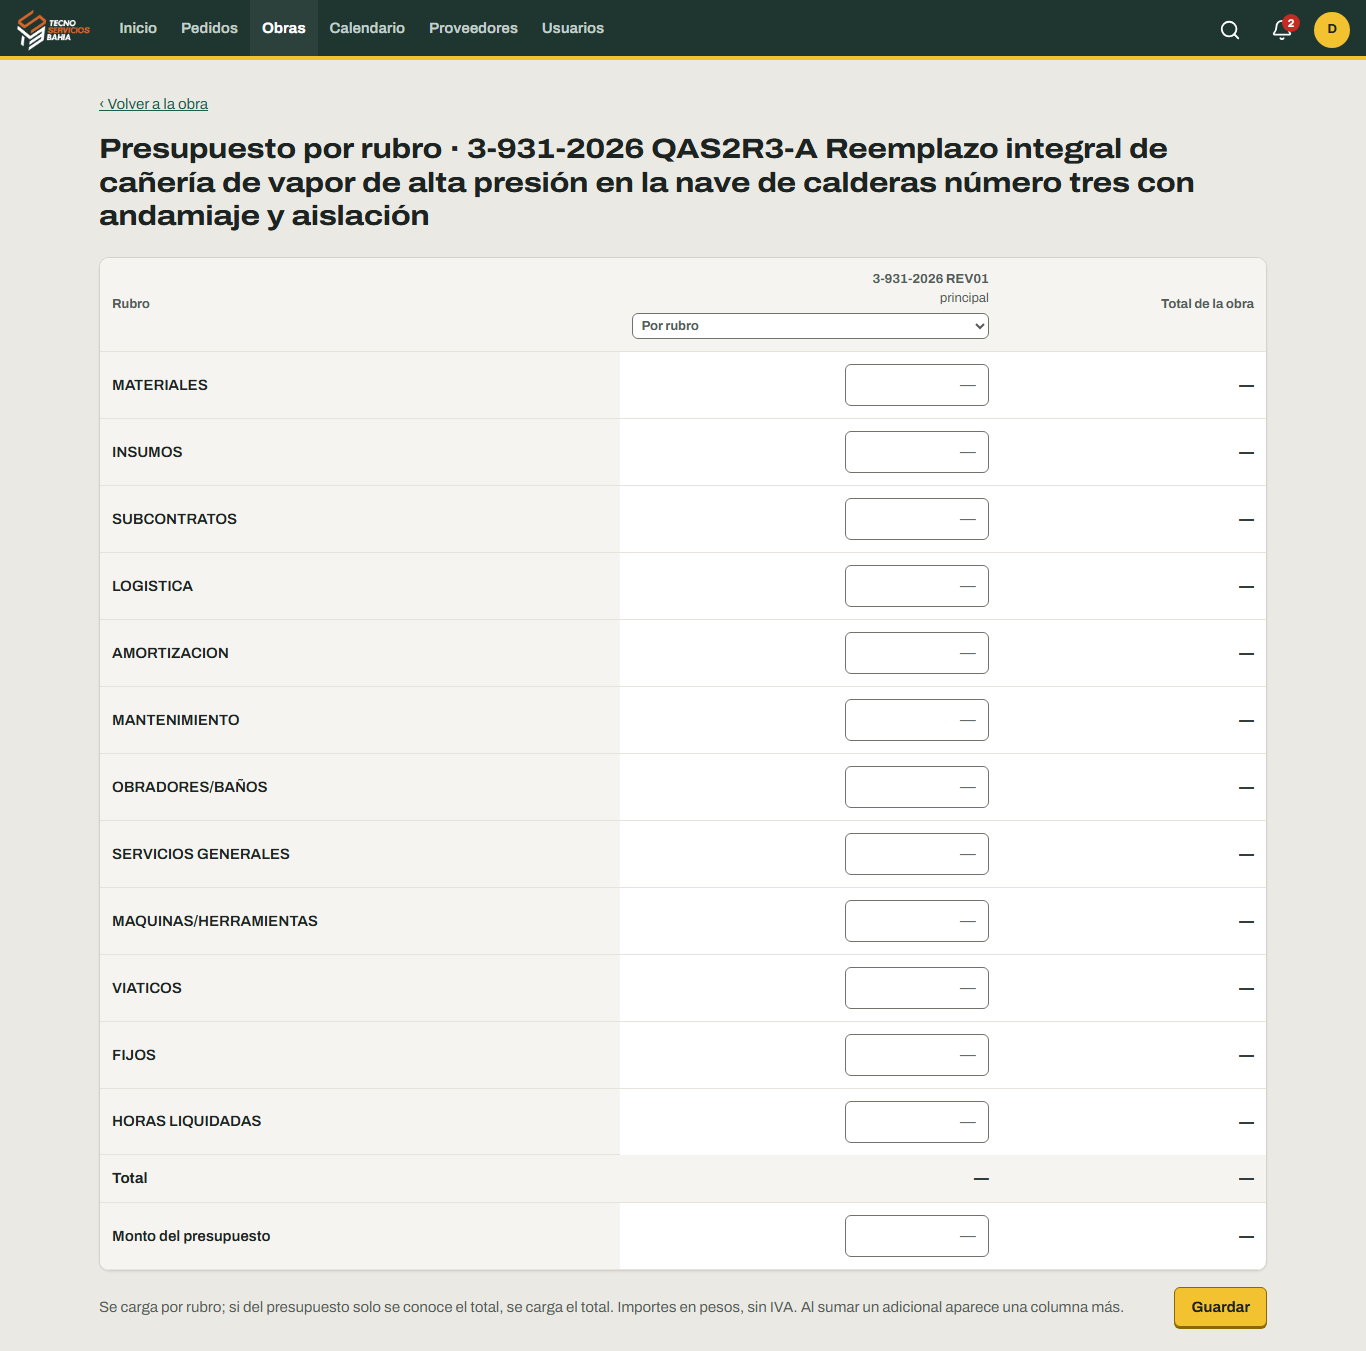 TECNO
SERVICIOS
BAHIA
Inicio
Pedidos
Obras
Calendario
Proveedores
Usuarios
2
D
‹ Volver a la obra
Presupuesto por rubro · 3-931-2026 QAS2R3-A Reemplazo integral de
cañería de vapor de alta presión en la nave de calderas número tres con
andamiaje y aislación
Rubro
3-931-2026 REV01
principal
Por rubro
Total de la obra
MATERIALES — —
INSUMOS — —
SUBCONTRATOS — —
LOGISTICA — —
AMORTIZACION — —
MANTENIMIENTO — —
OBRADORES/BAÑOS — —
SERVICIOS GENERALES — —
MAQUINAS/HERRAMIENTAS — —
VIATICOS — —
FIJOS — —
HORAS LIQUIDADAS — —
Total — —
Monto del presupuesto — —
Se carga por rubro; si del presupuesto solo se conoce el total, se carga el total. Importes en pesos, sin IVA. Al sumar un adicional aparece una columna más.
Guardar